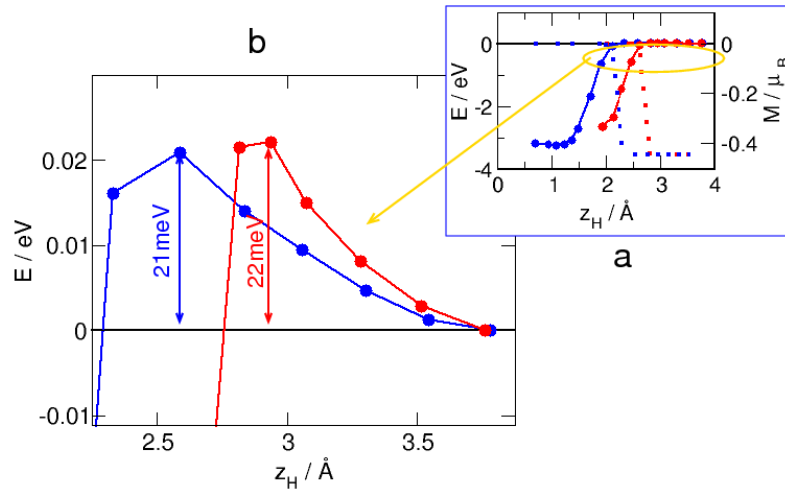 b
E / eV
0.02
0.01
0
-0.01
2.5
3
3.5
z_H / Å
21meV
22meV
a
E / eV
0
-2
-4
0
1
2
3
4
z_H / Å
0
-0.2
-0.4
M / μ_B